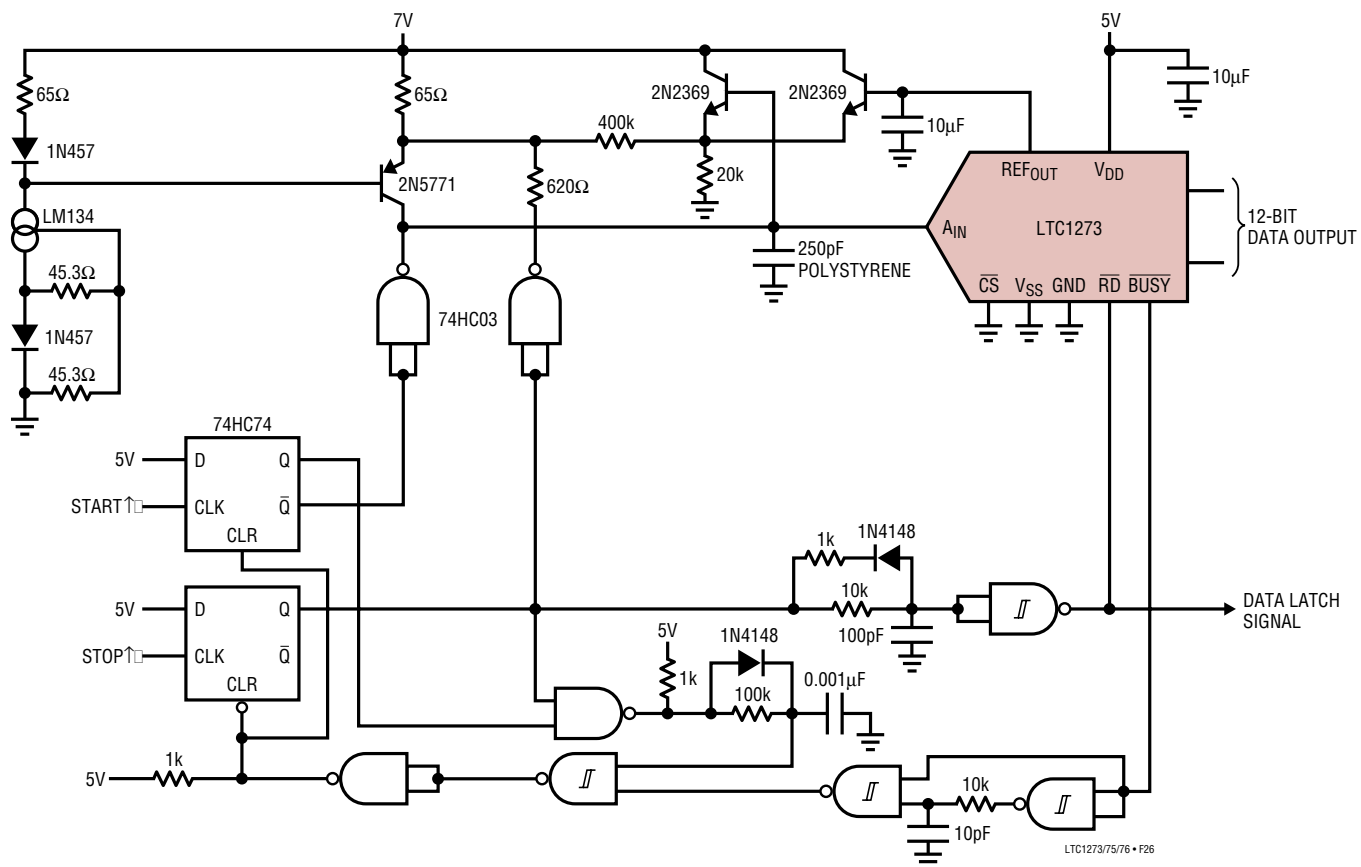 7V
5V
65Ω
65Ω
2N2369
2N2369
10µF
10µF
400k
1N457
2N5771
620Ω
20k
REFOUT
VDD
LM134
AIN
LTC1273
12-BIT
DATA OUTPUT
250pF
POLYSTYRENE
45.3Ω
CS
VSS
GND
RD
BUSY
74HC03
1N457
45.3Ω
74HC74
5V
D
Q
START↑
CLK
Q
CLR
1k
1N4148
5V
D
Q
10k
DATA LATCH
SIGNAL
100pF
5V
1N4148
STOP↑
CLK
Q
CLR
1k
100k
0.001µF
1k
5V
10k
10pF
LTC1273/75/76 • F26